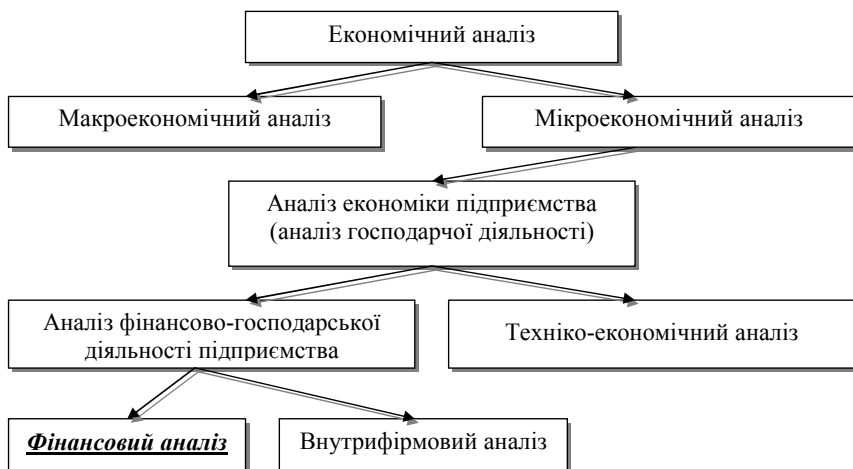 Економічний аналіз
Макроекономічний аналіз
Мікроекономічний аналіз
Аналіз економіки підприємства
(аналіз господарчої діяльності)
Аналіз фінансово-господарської
діяльності підприємства
Техніко-економічний аналіз
Фінансовий аналіз
Внутрифірмовий аналіз